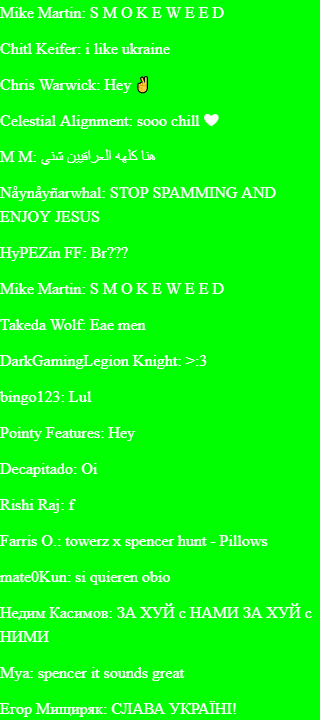 Mike Martin: S M O K E W E E D
Chitl Keifer: i like ukraine
Chris Warwick: Hey ✌
Celestial Alignment: sooo chill ❤
M M: هنا كلهه العراقيين شني
Nåynåyñarwhal: STOP SPAMMING AND
ENJOY JESUS
HyPEZin FF: Br???
Mike Martin: S M O K E W E E D
Takeda Wolf: Eae men
DarkGamingLegion Knight: >:3
bingo123: Lul
Pointy Features: Hey
Decapitado: Oi
Rishi Raj: f
Farris O.: towerz x spencer hunt - Pillows
mate0Kun: si quieren obio
Недим Касимов: ЗА ХУЙ с НАМИ ЗА ХУЙ с
НИМИ
Mya: spencer it sounds great
Егор Мищиряк: СЛАВА УКРАЇНІ!